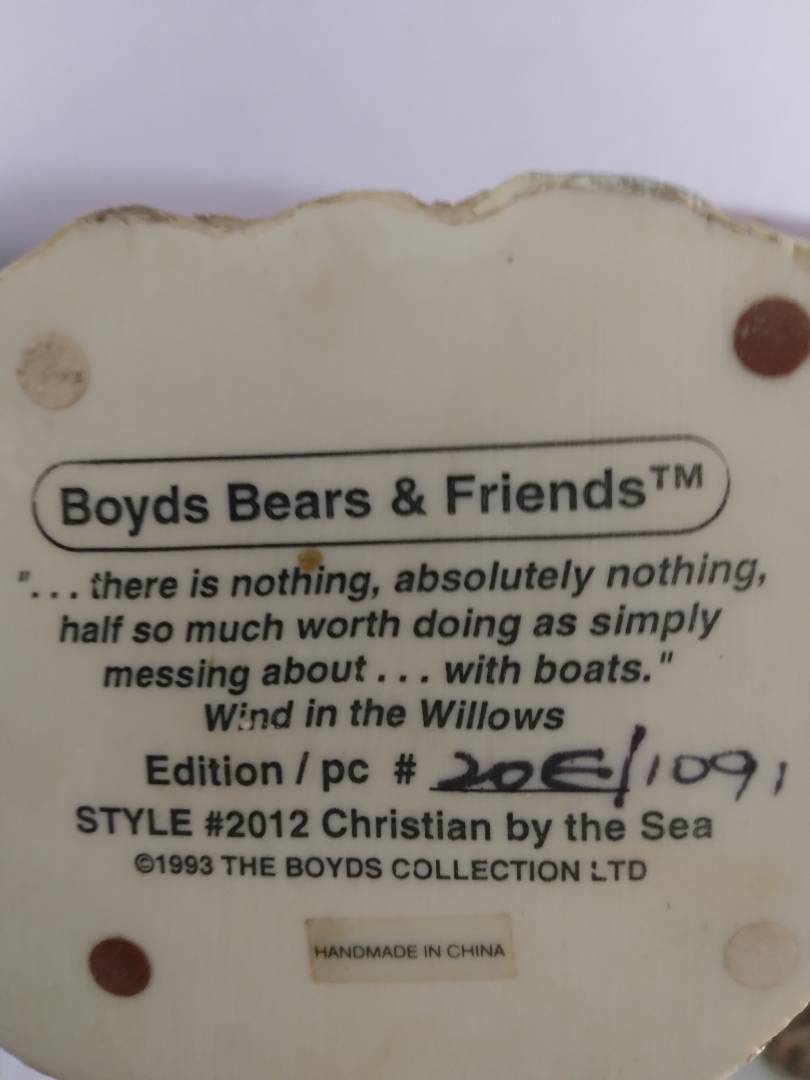 Boyds Bears & Friends™
"... there is nothing, absolutely nothing,
half so much worth doing as simply
messing about ... with boats."
Wind in the Willows
Edition / pc # 20E/1091
STYLE #2012 Christian by the Sea
©1993 THE BOYDS COLLECTION LTD
HANDMADE IN CHINA